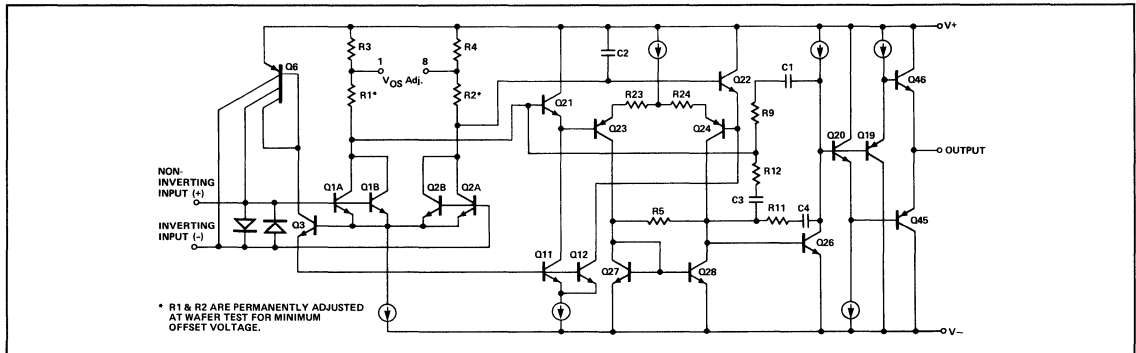 V+
R3
R4
C2
Q6
1
8
VOS Adj.
C1
Q22
Q46
R1*
R2*
Q21
R23
R24
R9
Q23
Q24
Q20
Q19
OUTPUT
R12
NON-
INVERTING
INPUT (+)
Q1A
Q1B
Q2B
Q2A
C3
R5
R11
C4
Q45
INVERTING
INPUT (-)
Q3
Q26
Q11
Q12
Q27
Q28
* R1 & R2 ARE PERMANENTLY ADJUSTED
AT WAFER TEST FOR MINIMUM
OFFSET VOLTAGE.
V-